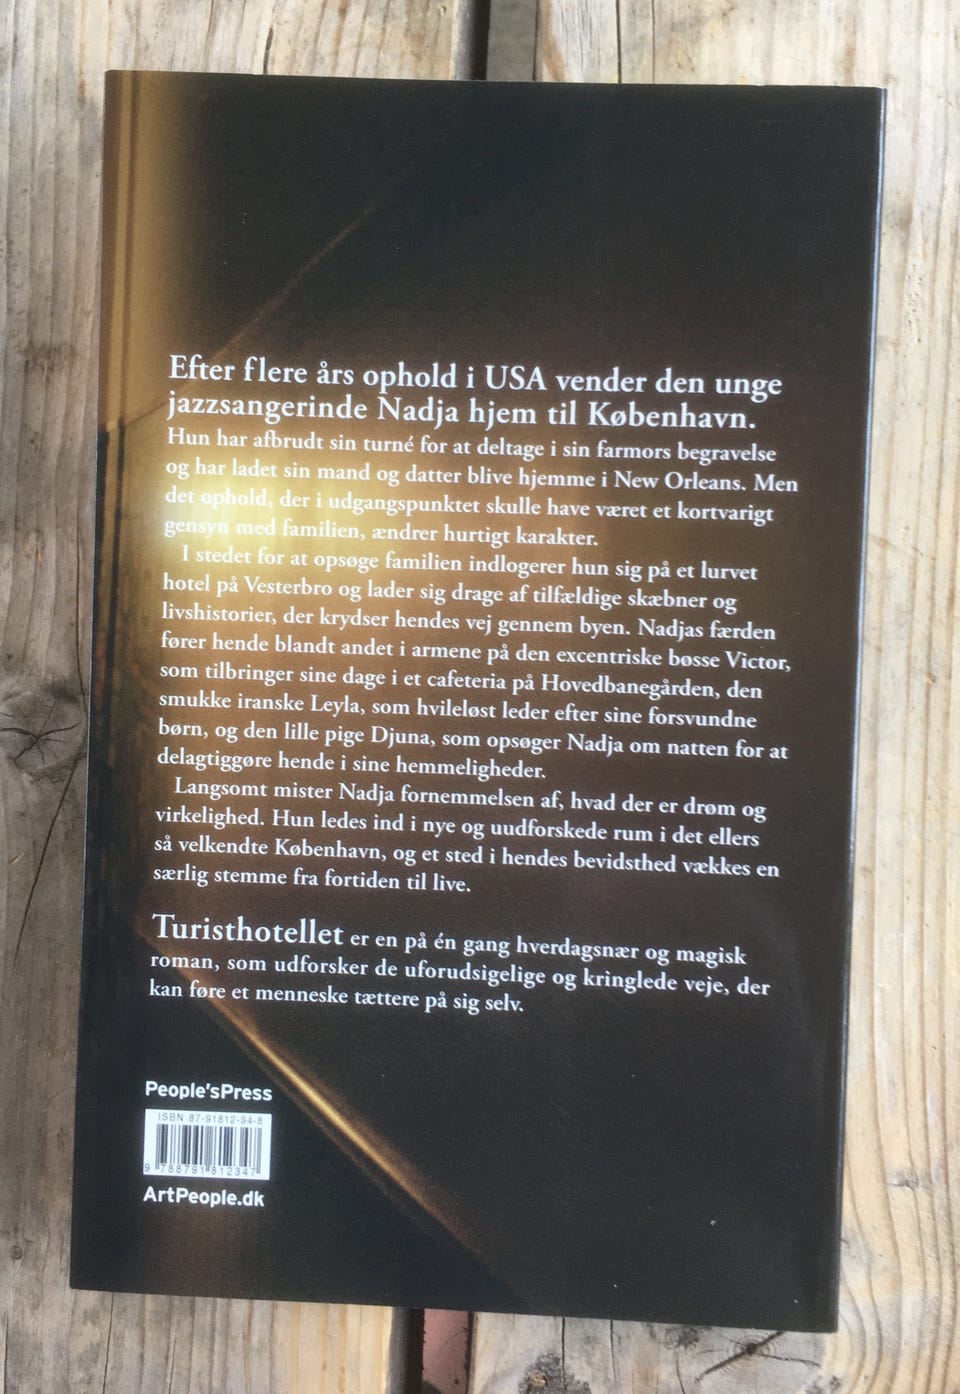 Efter flere års ophold i USA vender den unge
jazzsangerinde Nadja hjem til København.
Hun har afbrudt sin turné for at deltage i sin farmors begravelse
og har ladet sin mand og datter blive hjemme i New Orleans. Men
det ophold, der i udgangspunktet skulle have været et kortvarigt
gensyn med familien, ændrer hurtigt karakter.
I stedet for at opsøge familien indlogerer hun sig på et lurvet
hotel på Vesterbro og lader sig drage af tilfældige skæbner og
livshistorier, der krydser hendes vej gennem byen. Nadjas færden
fører hende blandt andet i armene på den excentriske bøsse Victor,
som tilbringer sine dage i et cafeteria på Hovedbanegården, den
smukke iranske Leyla, som hvileløst leder efter sine forsvundne
børn, og den lille pige Djuna, som opsøger Nadja om natten for at
delagtiggøre hende i sine hemmeligheder.
Langsomt mister Nadja fornemmelsen af, hvad der er drøm og
virkelighed. Hun ledes ind i nye og uudforskede rum i det ellers
så velkendte København, og et sted i hendes bevidsthed vækkes en
særlig stemme fra fortiden til live.
Turisthotellet er en på én gang hverdagsnær og magisk
roman, som udforsker de uforudsigelige og kringlede veje, der
kan føre et menneske tættere på sig selv.
People'sPress
ISBN 87-91812-34-8
9 788791 812347
ArtPeople.dk